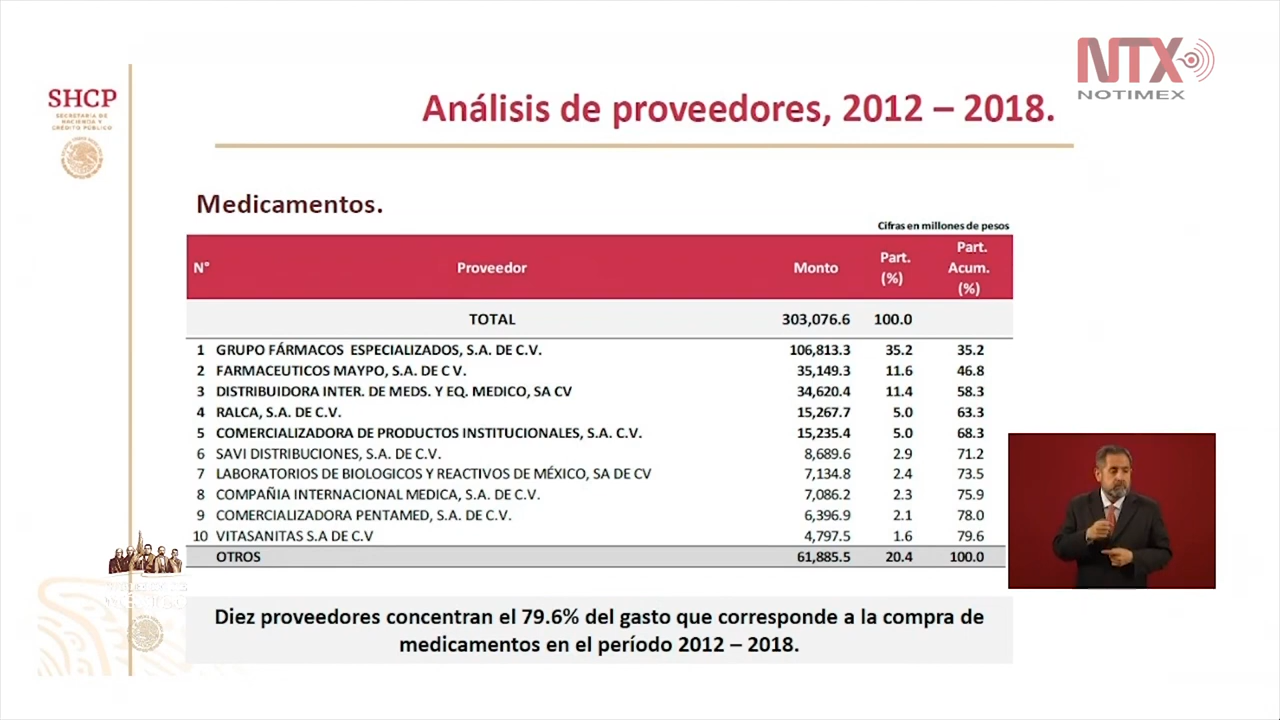 NTX
NOTIMEX
SHCP
SECRETARÍA DE
HACIENDA Y
CRÉDITO PÚBLICO
Análisis de proveedores, 2012 – 2018.
Medicamentos.
Cifras en millones de pesos
N° Proveedor Monto Part. (%) Part. Acum. (%)
TOTAL 303,076.6 100.0
1 GRUPO FÁRMACOS ESPECIALIZADOS, S.A. DE C.V. 106,813.3 35.2 35.2
2 FARMACEUTICOS MAYPO, S.A. DE C V. 35,149.3 11.6 46.8
3 DISTRIBUIDORA INTER. DE MEDS. Y EQ. MEDICO, SA CV 34,620.4 11.4 58.3
4 RALCA, S.A. DE C.V. 15,267.7 5.0 63.3
5 COMERCIALIZADORA DE PRODUCTOS INSTITUCIONALES, S.A. C.V. 15,235.4 5.0 68.3
6 SAVI DISTRIBUCIONES, S.A. DE C.V. 8,689.6 2.9 71.2
7 LABORATORIOS DE BIOLOGICOS Y REACTIVOS DE MÉXICO, SA DE CV 7,134.8 2.4 73.5
8 COMPAÑIA INTERNACIONAL MEDICA, S.A. DE C.V. 7,086.2 2.3 75.9
9 COMERCIALIZADORA PENTAMED, S.A. DE C.V. 6,396.9 2.1 78.0
10 VITASANITAS S.A DE C.V 4,797.5 1.6 79.6
OTROS 61,885.5 20.4 100.0
Diez proveedores concentran el 79.6% del gasto que corresponde a la compra de
medicamentos en el período 2012 – 2018.